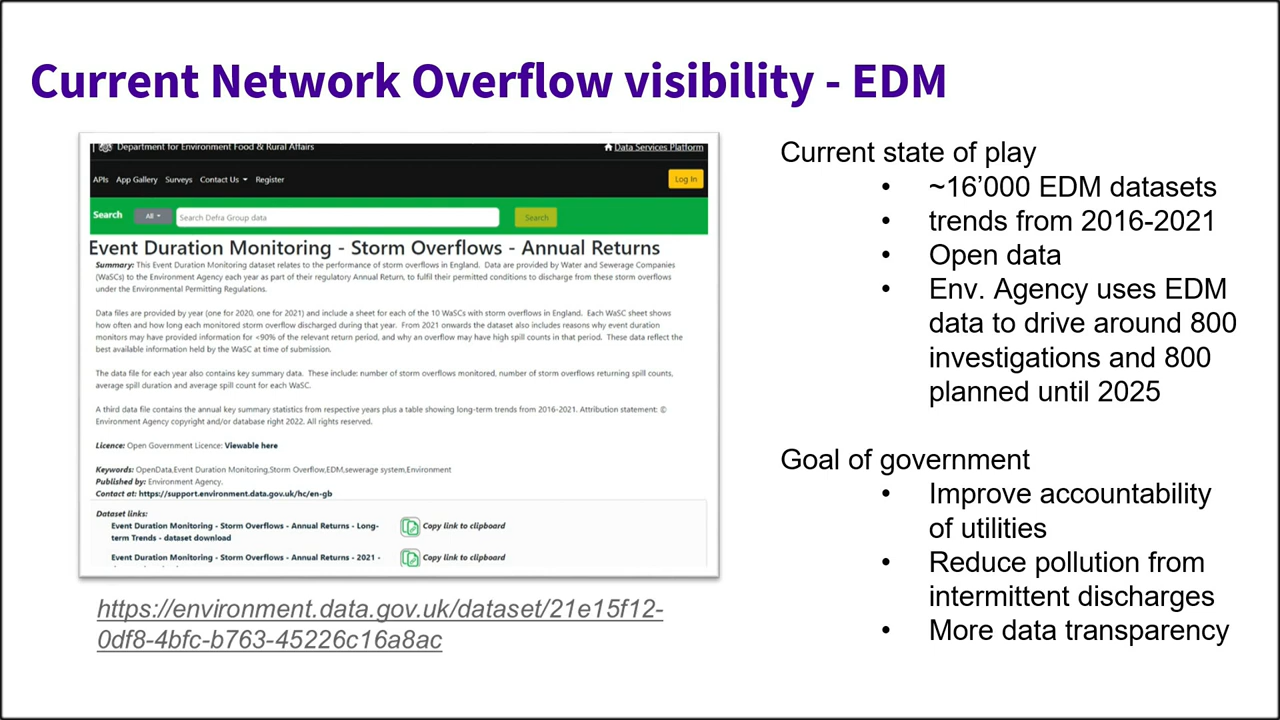 Current Network Overflow visibility - EDM
Department for Environment Food & Rural Affairs
Data Services Platform
APIs App Gallery Surveys Contact Us Register
Log In
Search All Search Defra Group data Search
Event Duration Monitoring - Storm Overflows - Annual Returns
Summary: This Event Duration Monitoring dataset relates to the performance of storm overflows in England. Data are provided by Water and Sewerage Companies
(WaSCs) to the Environment Agency each year as part of their regulatory Annual Return, to fulfil their permitted conditions to discharge from these storm overflows
under the Environmental Permitting Regulations.
Data files are provided by year (one for 2020, one for 2021) and include a sheet for each of the 10 WaSCs with storm overflows in England. Each WaSC sheet shows
how often and how long each monitored storm overflow discharged during that year. From 2021 onwards the dataset also includes reasons why event duration
monitors may have provided information for <90% of the relevant return period, and why an overflow may have high spill counts in that period. These data reflect the
best available information held by the WaSC at time of submission.
The data file for each year also contains key summary data. These include: number of storm overflows monitored, number of storm overflows returning spill counts,
average spill duration and average spill count for each WaSC.
A third data file contains the annual key summary statistics from respective years plus a table showing long-term trends from 2016-2021. Attribution statement: ©
Environment Agency copyright and/or database right 2022. All rights reserved.
Licence: Open Government Licence: Viewable here
Keywords: OpenData,Event Duration Monitoring,Storm Overflow,EDM,sewerage system,Environment
Published by: Environment Agency.
Contact at: https://support.environment.data.gov.uk/hc/en-gb
Dataset links:
Event Duration Monitoring - Storm Overflows - Annual Returns - Long-
term Trends - dataset download
Copy link to clipboard
Event Duration Monitoring - Storm Overflows - Annual Returns - 2021 -
Copy link to clipboard
https://environment.data.gov.uk/dataset/21e15f12-
0df8-4bfc-b763-45226c16a8ac
Current state of play
• ~16’000 EDM datasets
• trends from 2016-2021
• Open data
• Env. Agency uses EDM
data to drive around 800
investigations and 800
planned until 2025
Goal of government
• Improve accountability
of utilities
• Reduce pollution from
intermittent discharges
• More data transparency